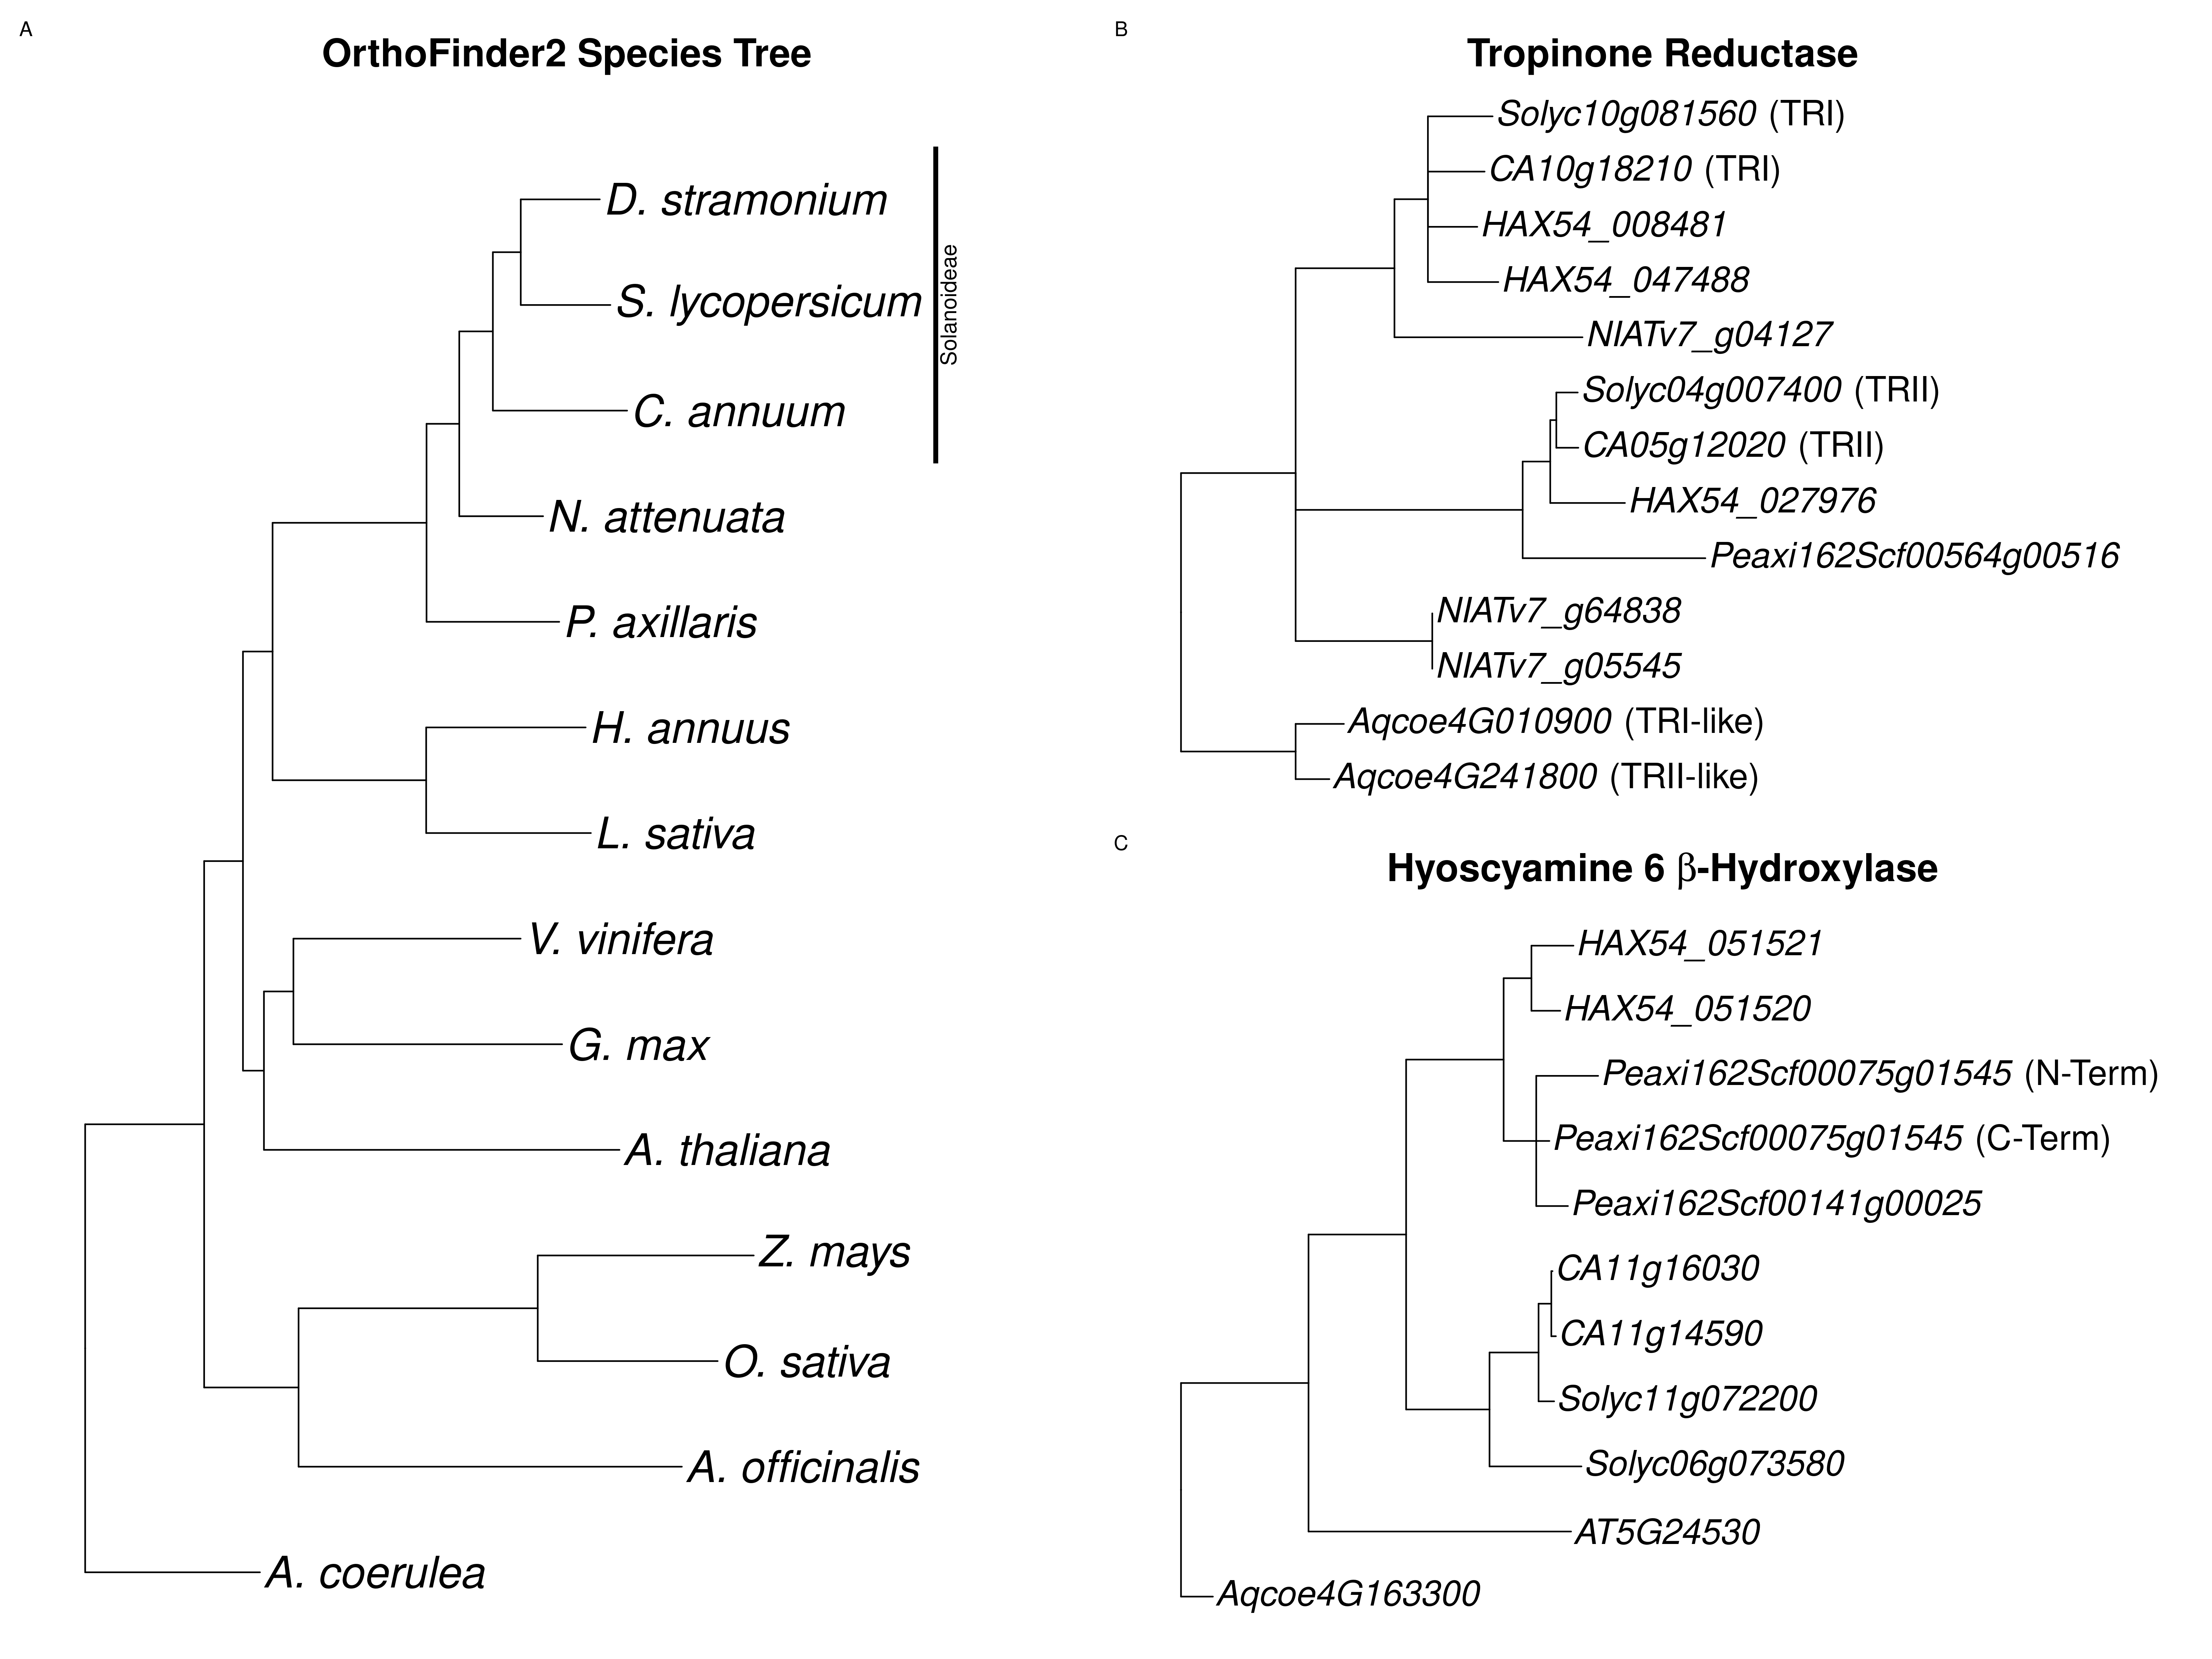 A
OrthoFinder2 Species Tree
D. stramonium
S. lycopersicum
C. annuum
Solanoideae
N. attenuata
P. axillaris
H. annuus
L. sativa
V. vinifera
G. max
A. thaliana
Z. mays
O. sativa
A. officinalis
A. coerulea
B
Tropinone Reductase
Solyc10g081560 (TRI)
CA10g18210 (TRI)
HAX54_008481
HAX54_047488
NIATv7_g04127
Solyc04g007400 (TRII)
CA05g12020 (TRII)
HAX54_027976
Peaxi162Scf00564g00516
NIATv7_g64838
NIATv7_g05545
Aqcoe4G010900 (TRI-like)
Aqcoe4G241800 (TRII-like)
C
Hyoscyamine 6 β-Hydroxylase
HAX54_051521
HAX54_051520
Peaxi162Scf00075g01545 (N-Term)
Peaxi162Scf00075g01545 (C-Term)
Peaxi162Scf00141g00025
CA11g16030
CA11g14590
Solyc11g072200
Solyc06g073580
AT5G24530
Aqcoe4G163300